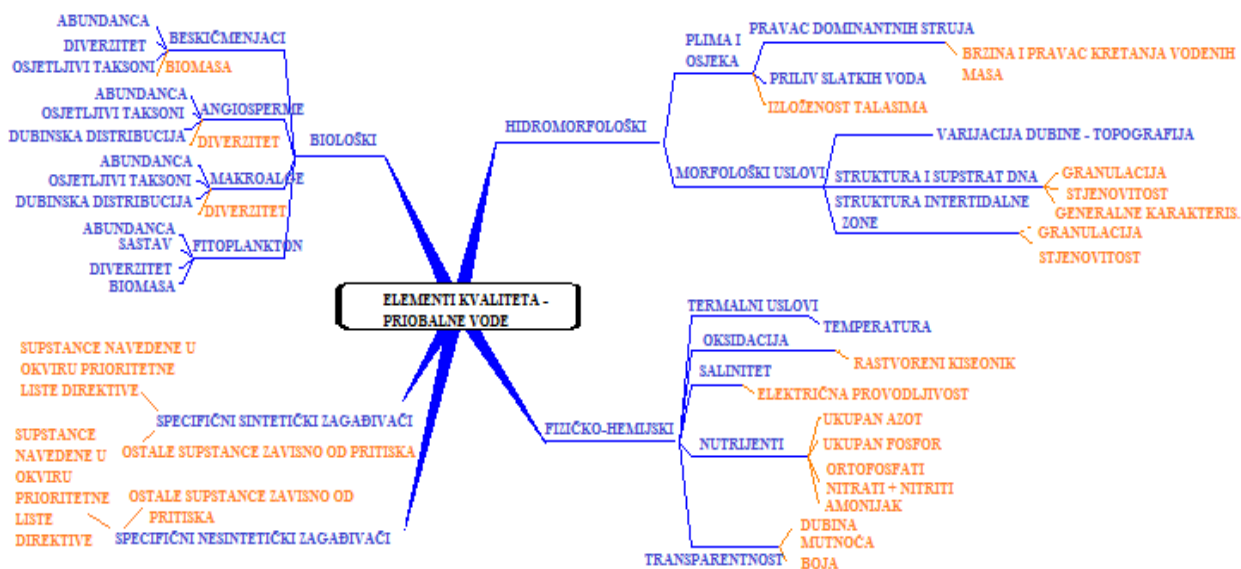 ELEMENTI KVALITETA -
PRIOBALNE VODE
BIOLOŠKI
BESKIČMENJACI
ABUNDANCA
DIVERZITET
OSJETLJIVI TAKSONI
BIOMASA
ANGIOSPERME
ABUNDANCA
OSJETLJIVI TAKSONI
DUBINSKA DISTRIBUCIJA
DIVERZITET
MAKROALGE
ABUNDANCA
OSJETLJIVI TAKSONI
DUBINSKA DISTRIBUCIJA
DIVERZITET
FITOPLANKTON
ABUNDANCA
SASTAV
DIVERZITET
BIOMASA
HIDROMORFOLOŠKI
PLIMA I
OSJEKA
PRAVAC DOMINANTNIH STRUJA
BRZINA I PRAVAC KRETANJA VODENIH
MASA
PRILIV SLATKIH VODA
IZLOŽENOST TALASIMA
MORFOLOŠKI USLOVI
VARIJACIJA DUBINE - TOPOGRAFIJA
STRUKTURA I SUPSTRAT DNA
GRANULACIJA
STJENOVITOST
GENERALNE KARAKTERIS.
STRUKTURA INTERTIDALNE
ZONE
GRANULACIJA
STJENOVITOST
SPECIFIČNI SINTETIČKI ZAGAĐIVAČI
SUPSTANCE NAVEDENE U
OKVIRU PRIORITETNE
LISTE DIREKTIVE
OSTALE SUPSTANCE ZAVISNO OD PRITISKA
SPECIFIČNI NESINTETIČKI ZAGAĐIVAČI
SUPSTANCE
NAVEDENE U
OKVIRU
PRIORITETNE
LISTE
DIREKTIVE
OSTALE SUPSTANCE ZAVISNO OD
PRITISKA
FIZIČKO-HEMIJSKI
TERMALNI USLOVI
TEMPERATURA
OKSIDACIJA
RASTVORENI KISEONIK
SALINITET
ELEKTRIČNA PROVODLJIVOST
NUTRIJENTI
UKUPAN AZOT
UKUPAN FOSFOR
ORTOFOSFATI
NITRATI + NITRITI
AMONIJAK
TRANSPARENTNOST
DUBINA
MUTNOĆA
BOJA